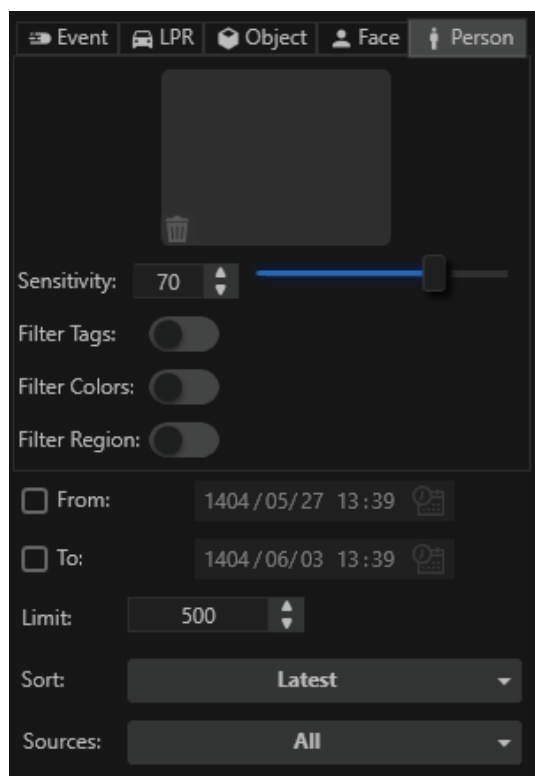 Event LPR Object Face Person
Sensitivity: 70
Filter Tags:
Filter Colors:
Filter Region:
From: 1404/05/27 13:39
To: 1404/06/03 13:39
Limit: 500
Sort: Latest
Sources: All